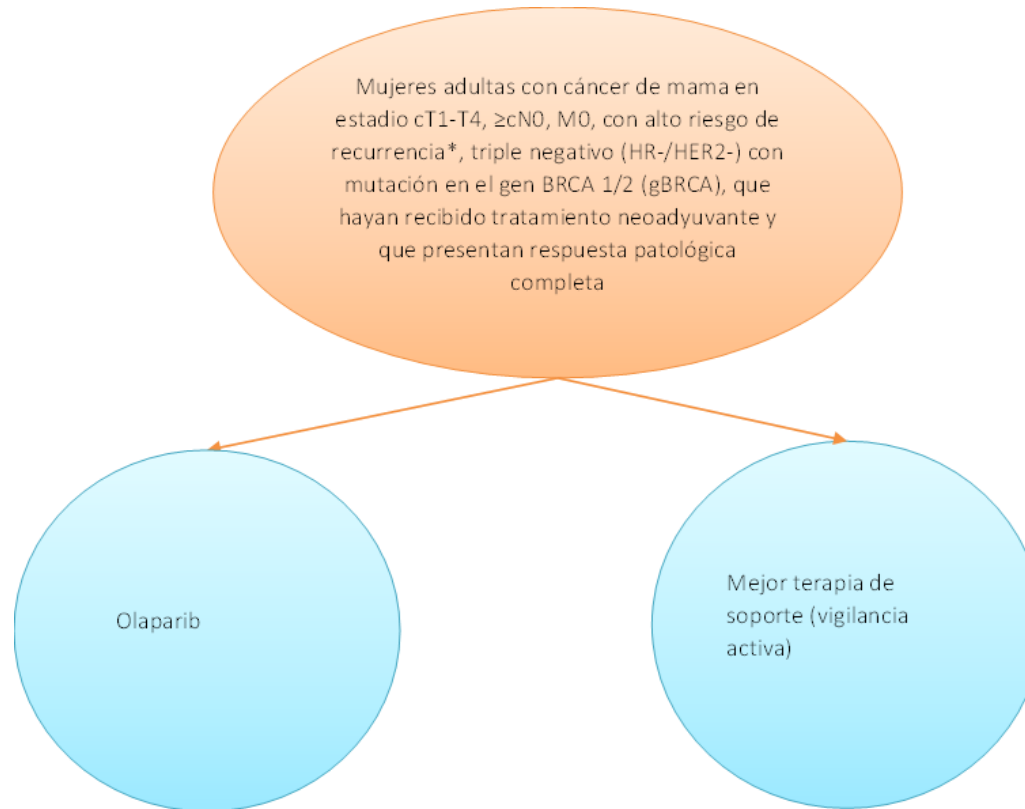 Mujeres adultas con cáncer de mama en
estadio cT1-T4, ≥cN0, M0, con alto riesgo de
recurrencia*, triple negativo (HR-/HER2-) con
mutación en el gen BRCA 1/2 (gBRCA), que
hayan recibido tratamiento neoadyuvante y
que presentan respuesta patológica
completa
Olaparib
Mejor terapia de
soporte (vigilancia
activa)